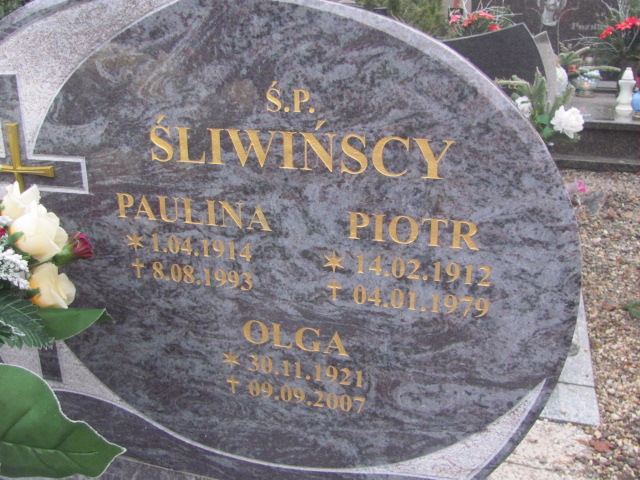 Ś.P.
ŚLIWIŃSCY
PAULINA
✶ 1.04.1914
✝ 8.08.1993
PIOTR
✶ 14.02.1912
✝ 04.01.1979
OLGA
✶ 30.11.1921
✝ 09.09.2007